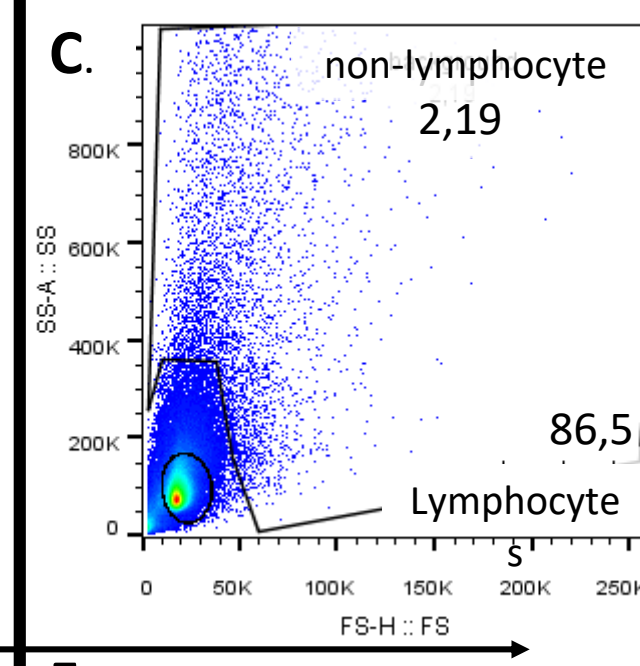 C.
non-lymphocyte
2,19
800K
600K
400K
200K
0
SS-A :: SS
86,5
Lymphocyte
s
0 50K 100K 150K 200K 250K
FS-H :: FS